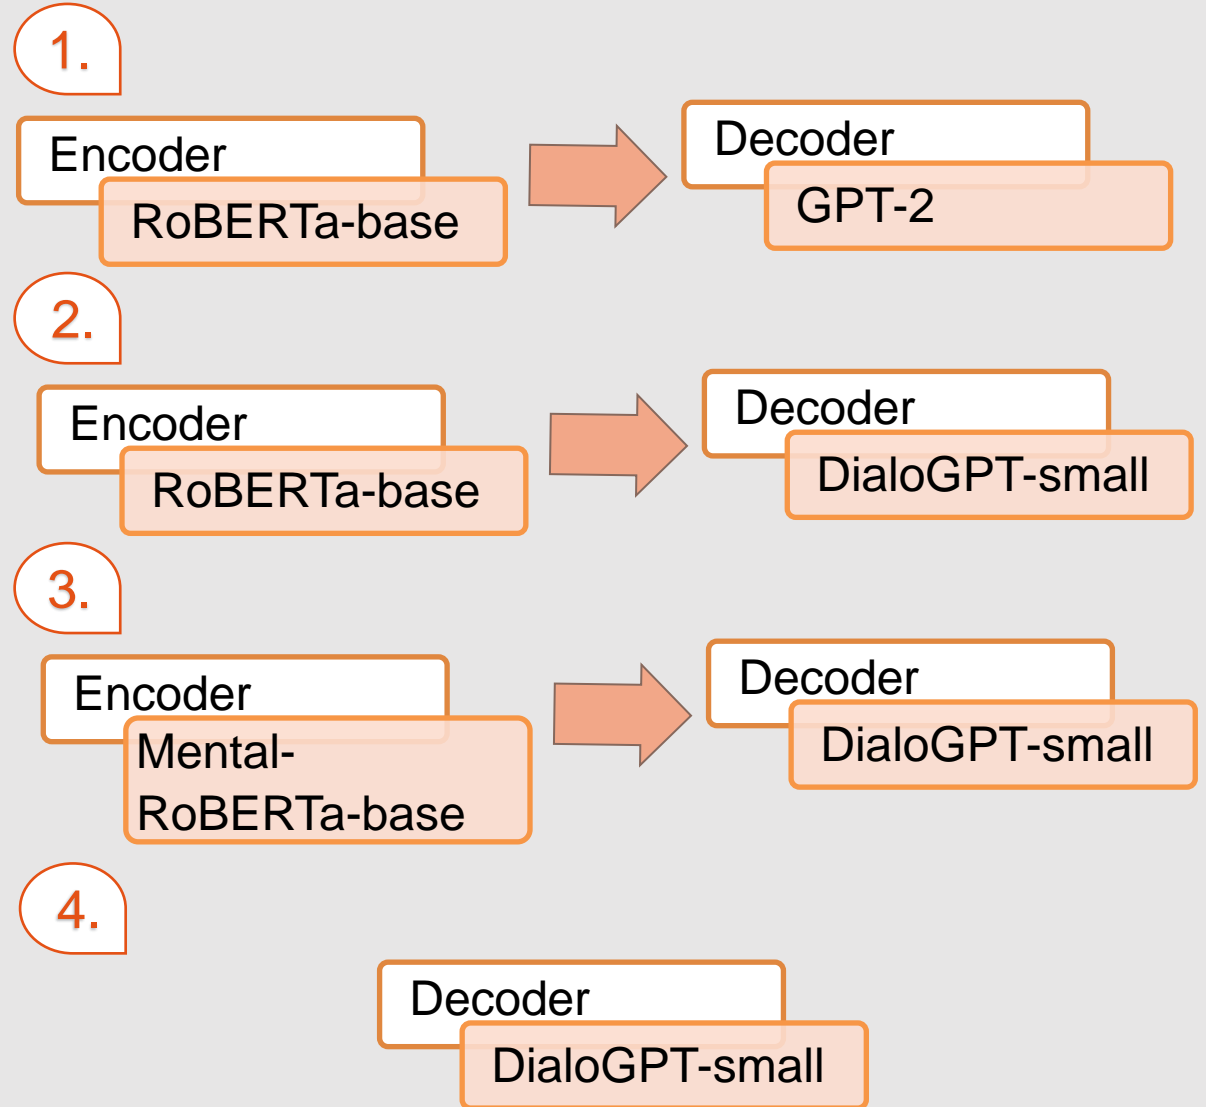 1.
Encoder
RoBERTa-base
Decoder
GPT-2
2.
Encoder
RoBERTa-base
Decoder
DialoGPT-small
3.
Encoder
Mental-
RoBERTa-base
Decoder
DialoGPT-small
4.
Decoder
DialoGPT-small